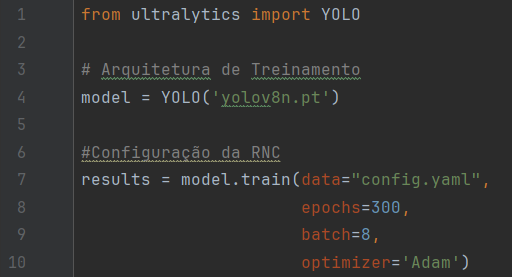 1 from ultralytics import YOLO
2
3 # Arquitetura de Treinamento
4 model = YOLO('yolov8n.pt')
5
6 #Configuração da RNC
7 results = model.train(data="config.yaml",
8 epochs=300,
9 batch=8,
10 optimizer='Adam')